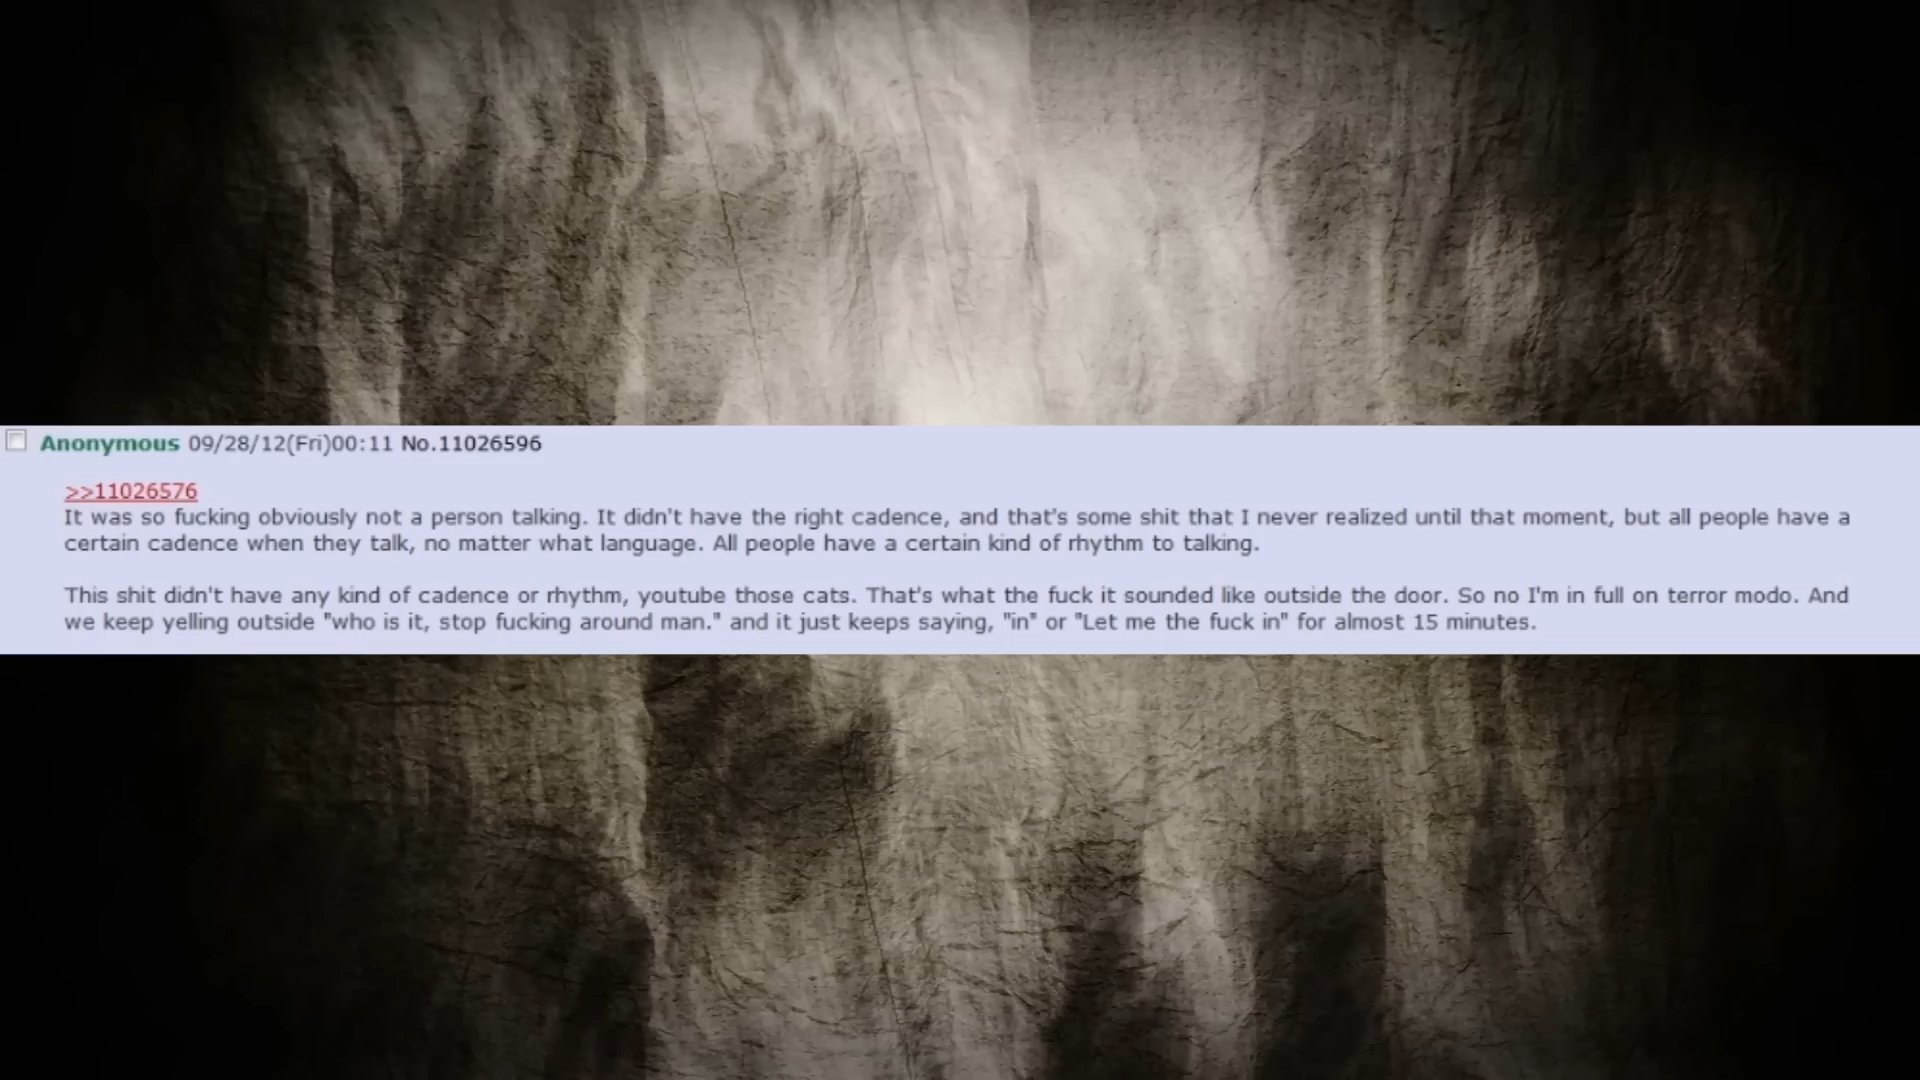 Anonymous 09/28/12(Fri)00:11 No.11026596
>>11026576
It was so fucking obviously not a person talking. It didn't have the right cadence, and that's some shit that I never realized until that moment, but all people have a
certain cadence when they talk, no matter what language. All people have a certain kind of rhythm to talking.
This shit didn't have any kind of cadence or rhythm, youtube those cats. That's what the fuck it sounded like outside the door. So no I'm in full on terror modo. And
we keep yelling outside "who is it, stop fucking around man." and it just keeps saying, "in" or "Let me the fuck in" for almost 15 minutes.